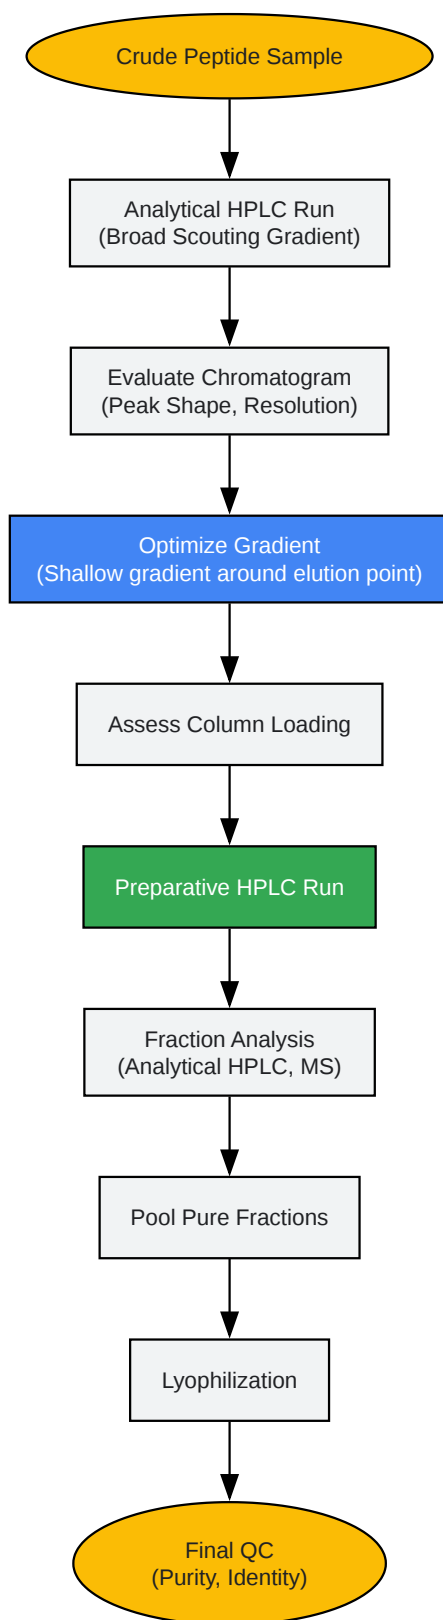 Crude Peptide Sample
Analytical HPLC Run
(Broad Scouting Gradient)
Evaluate Chromatogram
(Peak Shape, Resolution)
Optimize Gradient
(Shallow gradient around elution point)
Assess Column Loading
Preparative HPLC Run
Fraction Analysis
(Analytical HPLC, MS)
Pool Pure Fractions
Lyophilization
Final QC
(Purity, Identity)